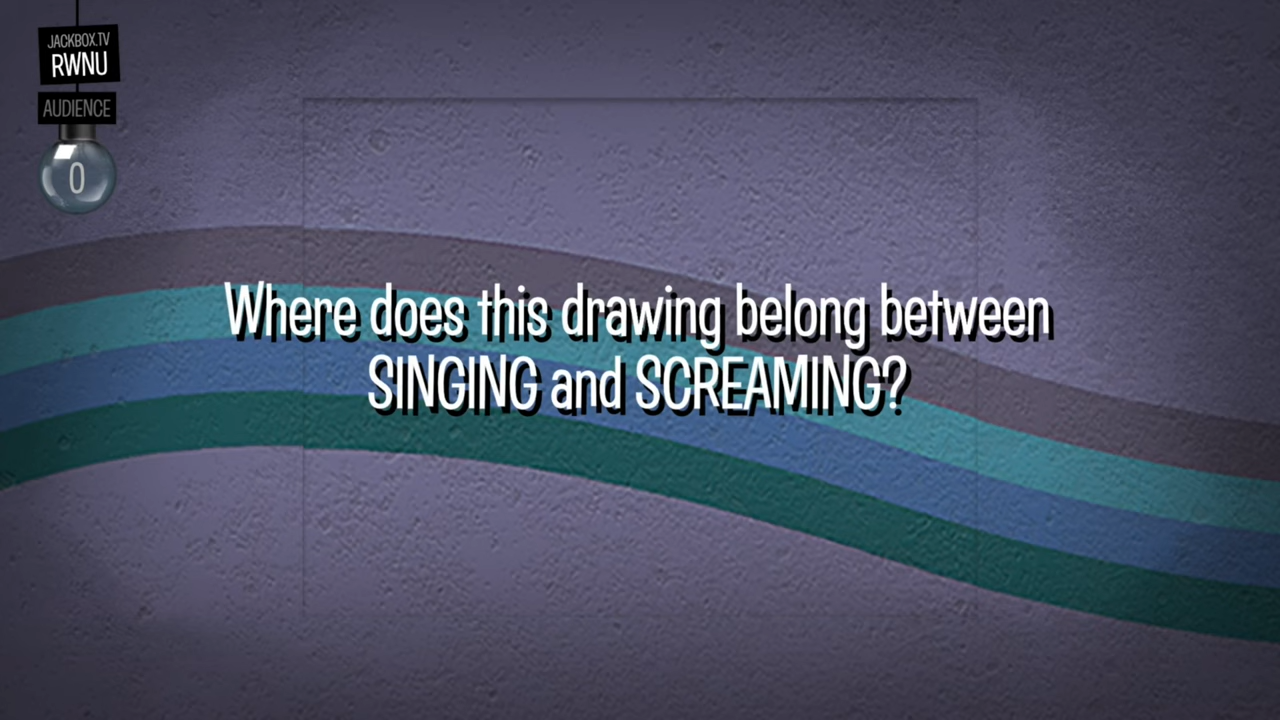 JACKBOX.TV
RWNU
AUDIENCE
0
Where does this drawing belong between
SINGING and SCREAMING?